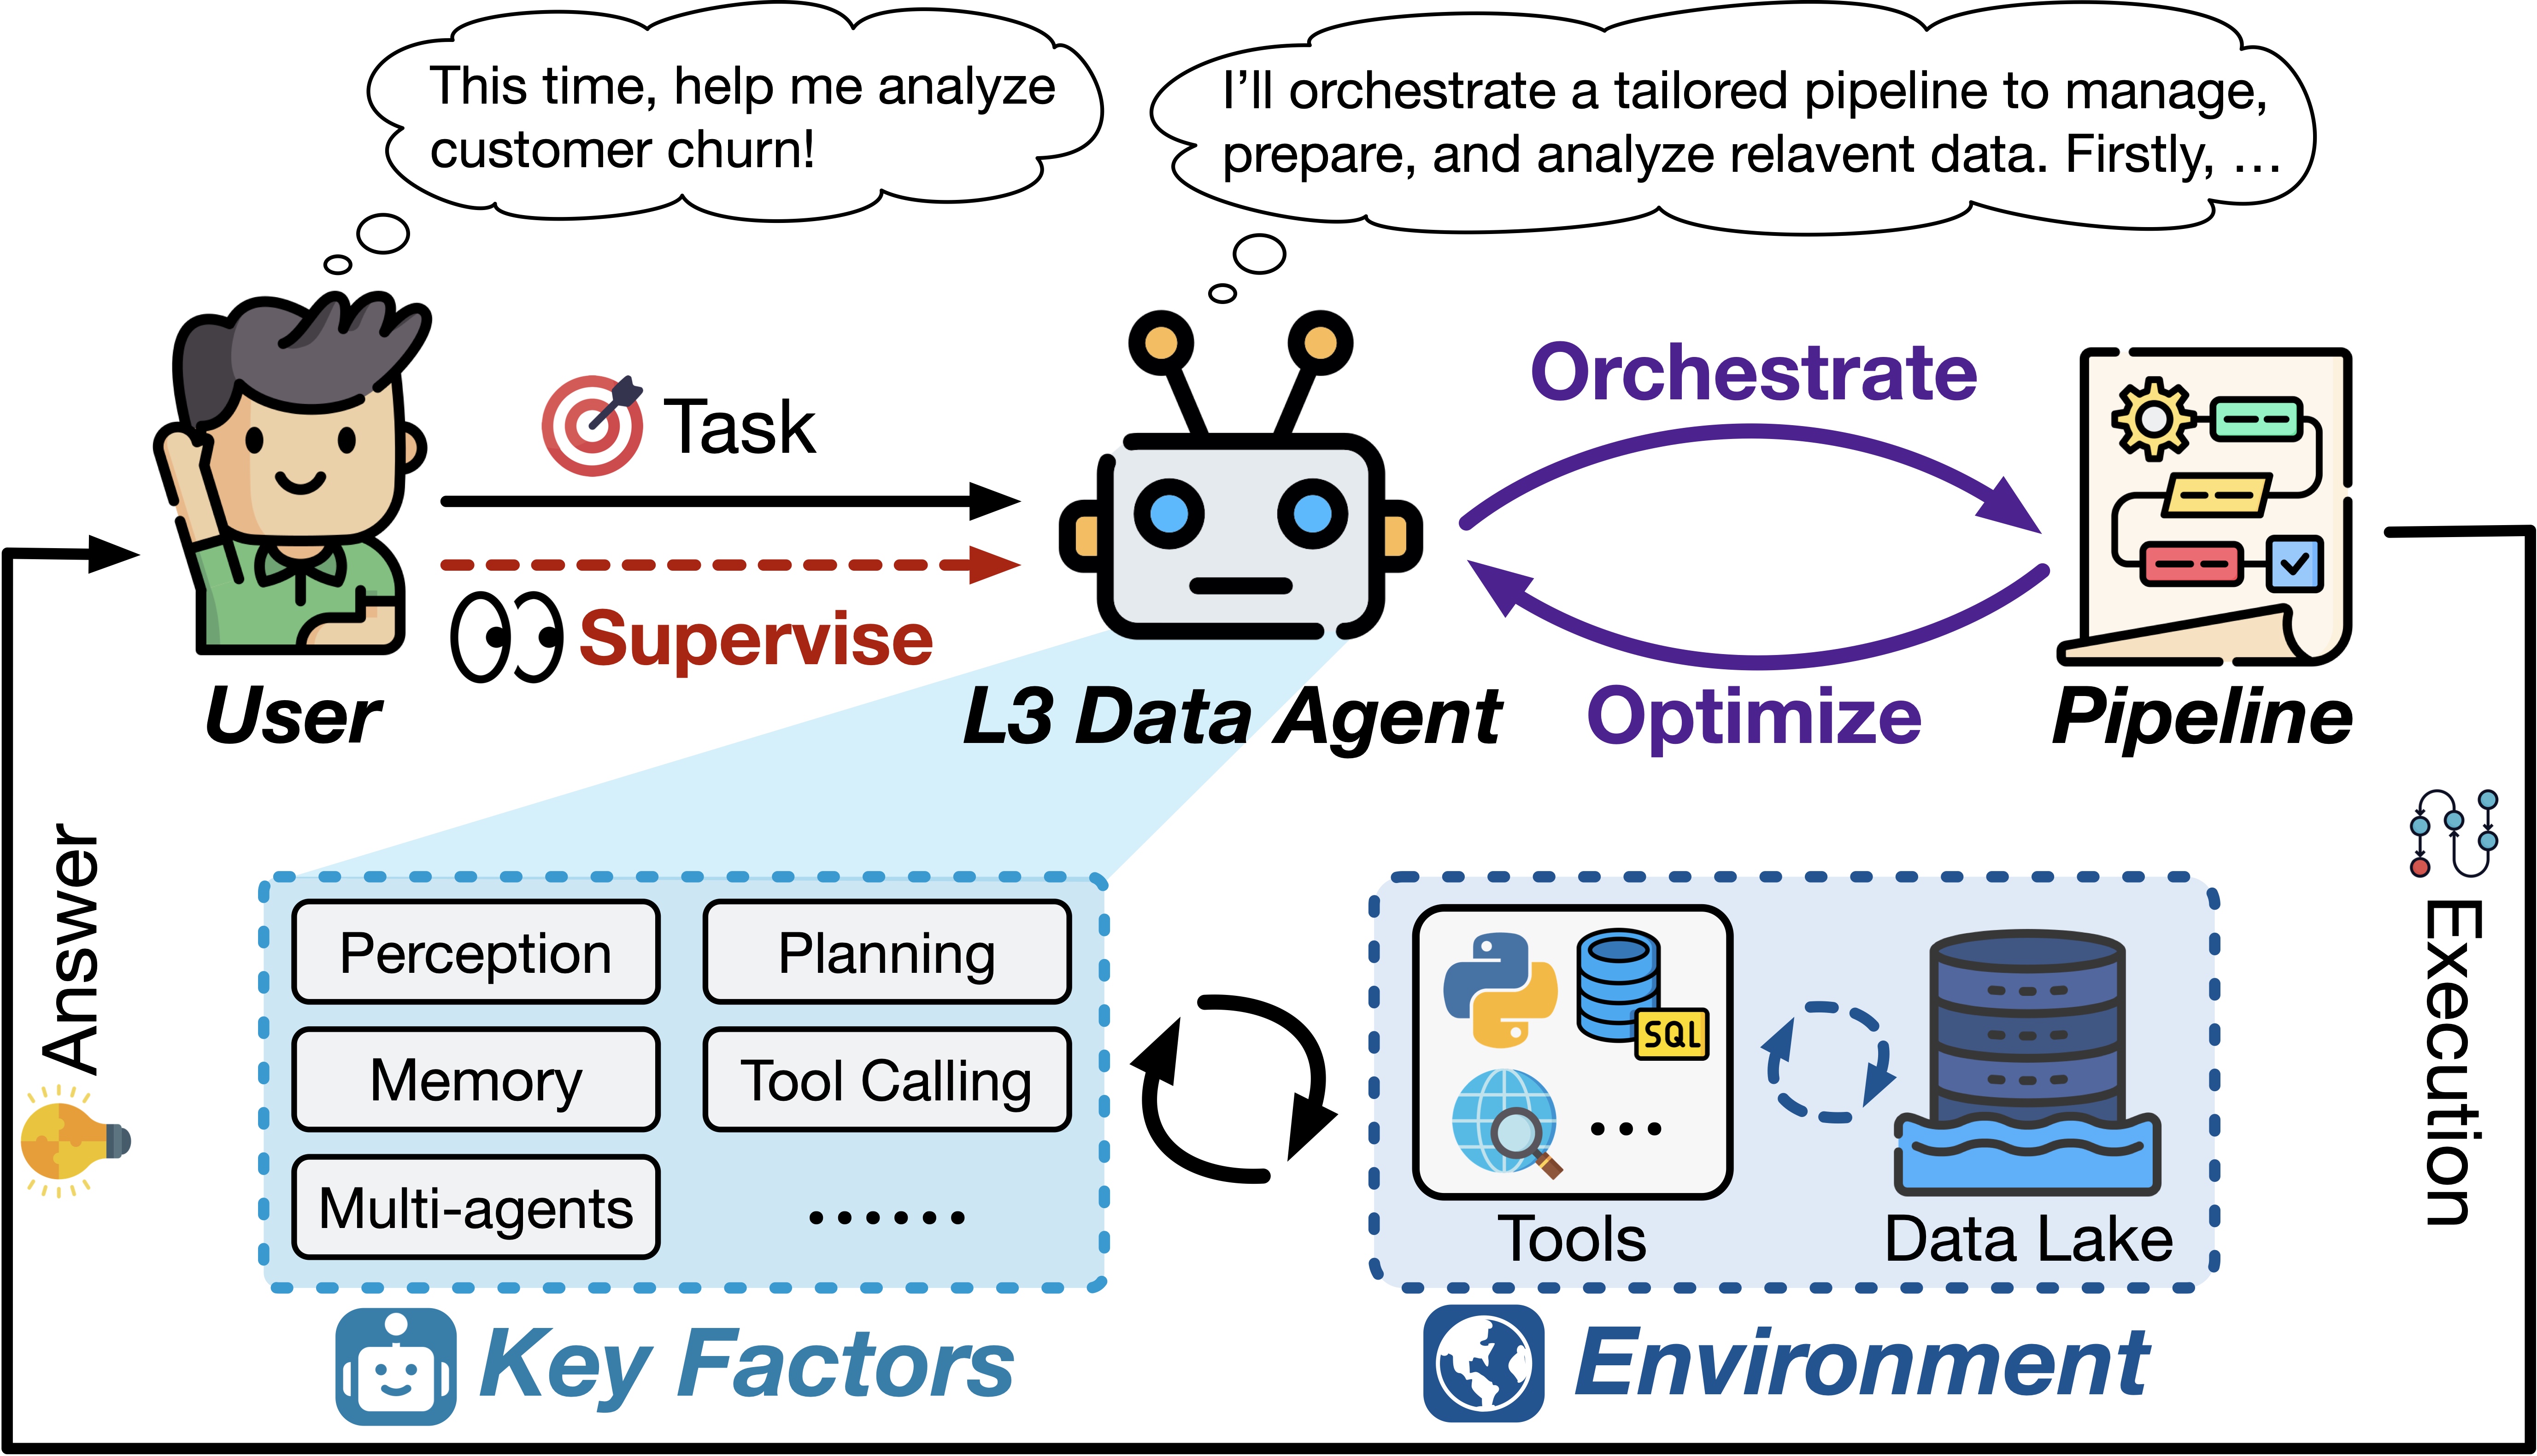 This time, help me analyze
customer churn!
I'll orchestrate a tailored pipeline to manage,
prepare, and analyze relavent data. Firstly, ...
Task
Supervise
Orchestrate
Optimize
User
L3 Data Agent
Pipeline
Answer
Execution
Perception
Planning
Memory
Tool Calling
Multi-agents
......
SQL
...
Tools
Data Lake
Key Factors
Environment